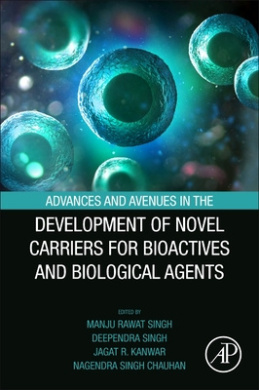 ADVANCES AND AVENUES IN THE
DEVELOPMENT OF NOVEL
CARRIERS FOR BIOACTIVES
AND BIOLOGICAL AGENTS
EDITED BY
MANJU RAWAT SINGH
DEEPENDRA SINGH
JAGAT R. KANWAR
NAGENDRA SINGH CHAUHAN
AP